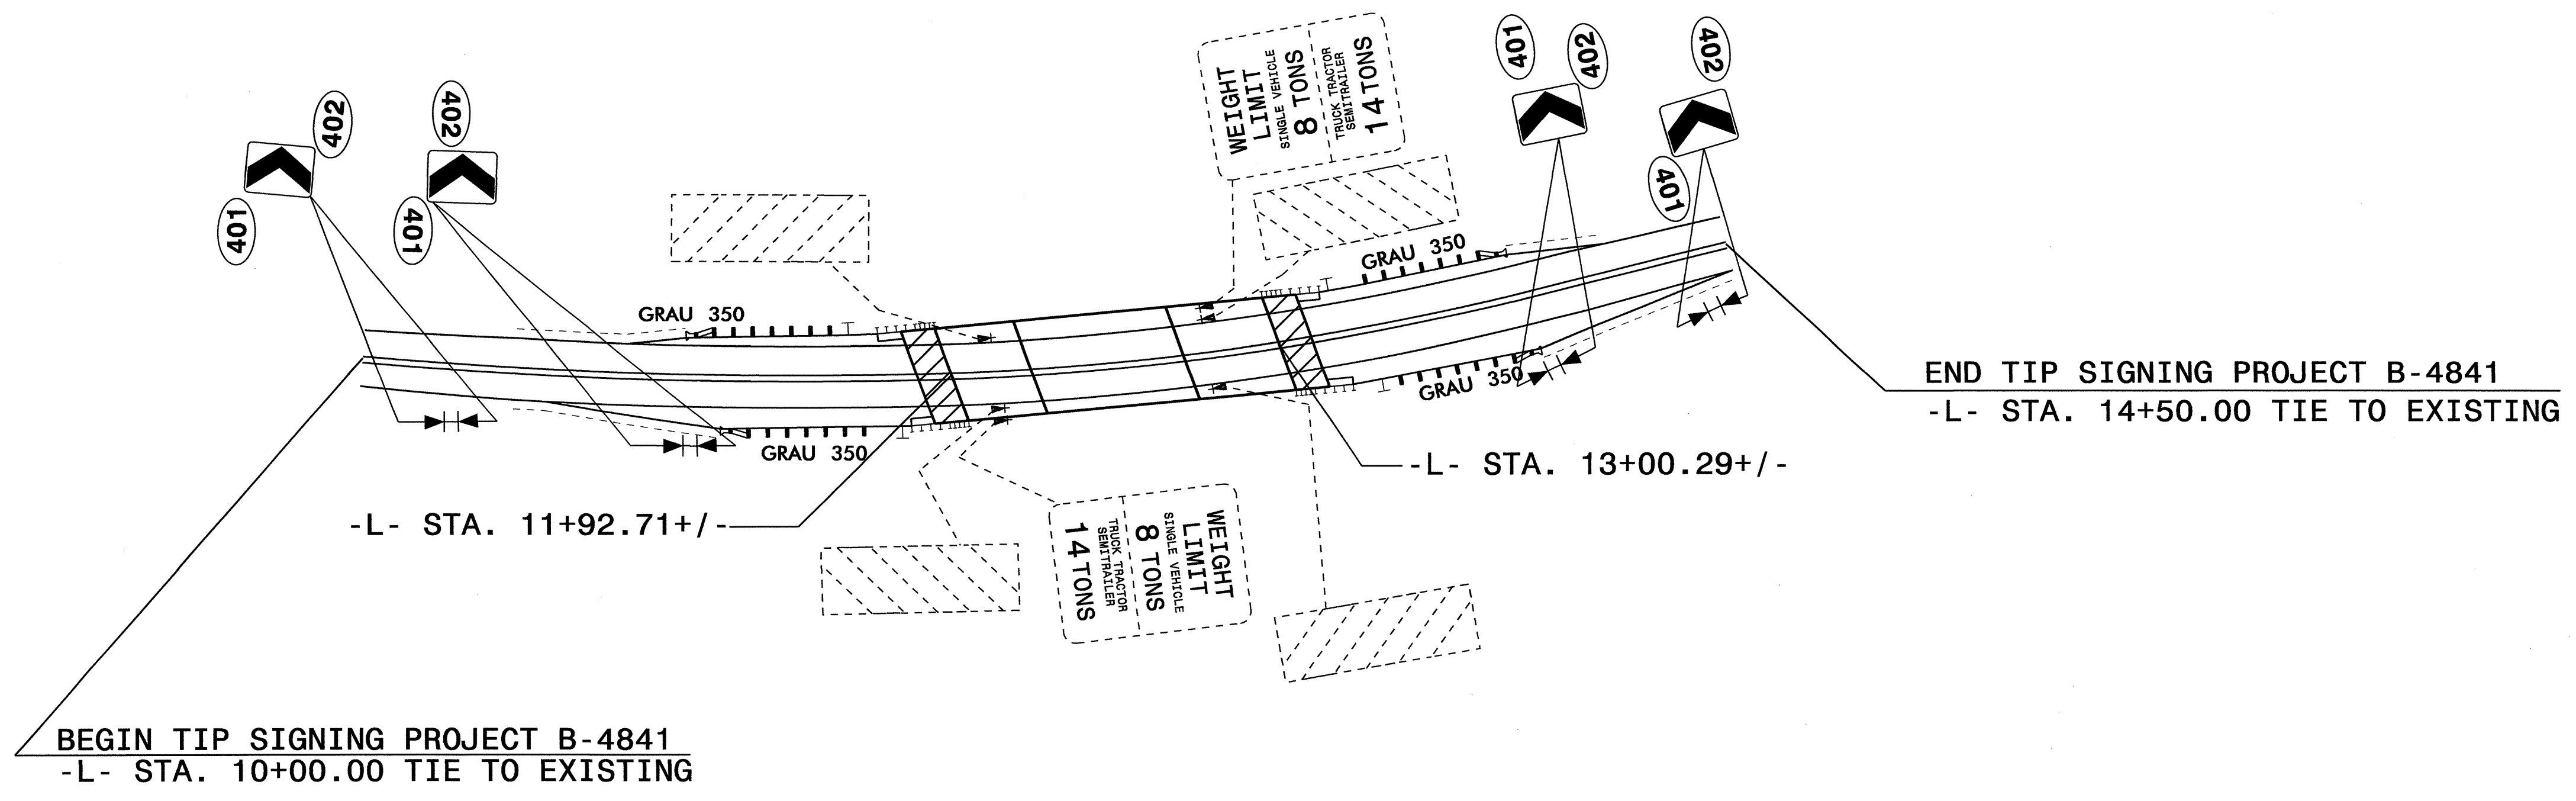 402
401
402
401
WEIGHT
LIMIT
SINGLE VEHICLE
8 TONS
TRUCK TRACTOR
SEMITRAILER
14 TONS
401
402
402
401
GRAU 350
GRAU 350
GRAU 350
GRAU 350
END TIP SIGNING PROJECT B-4841
-L- STA. 14+50.00 TIE TO EXISTING
-L- STA. 13+00.29+/-
-L- STA. 11+92.71+/-
WEIGHT
LIMIT
SINGLE VEHICLE
8 TONS
TRUCK TRACTOR
SEMITRAILER
14 TONS
BEGIN TIP SIGNING PROJECT B-4841
-L- STA. 10+00.00 TIE TO EXISTING